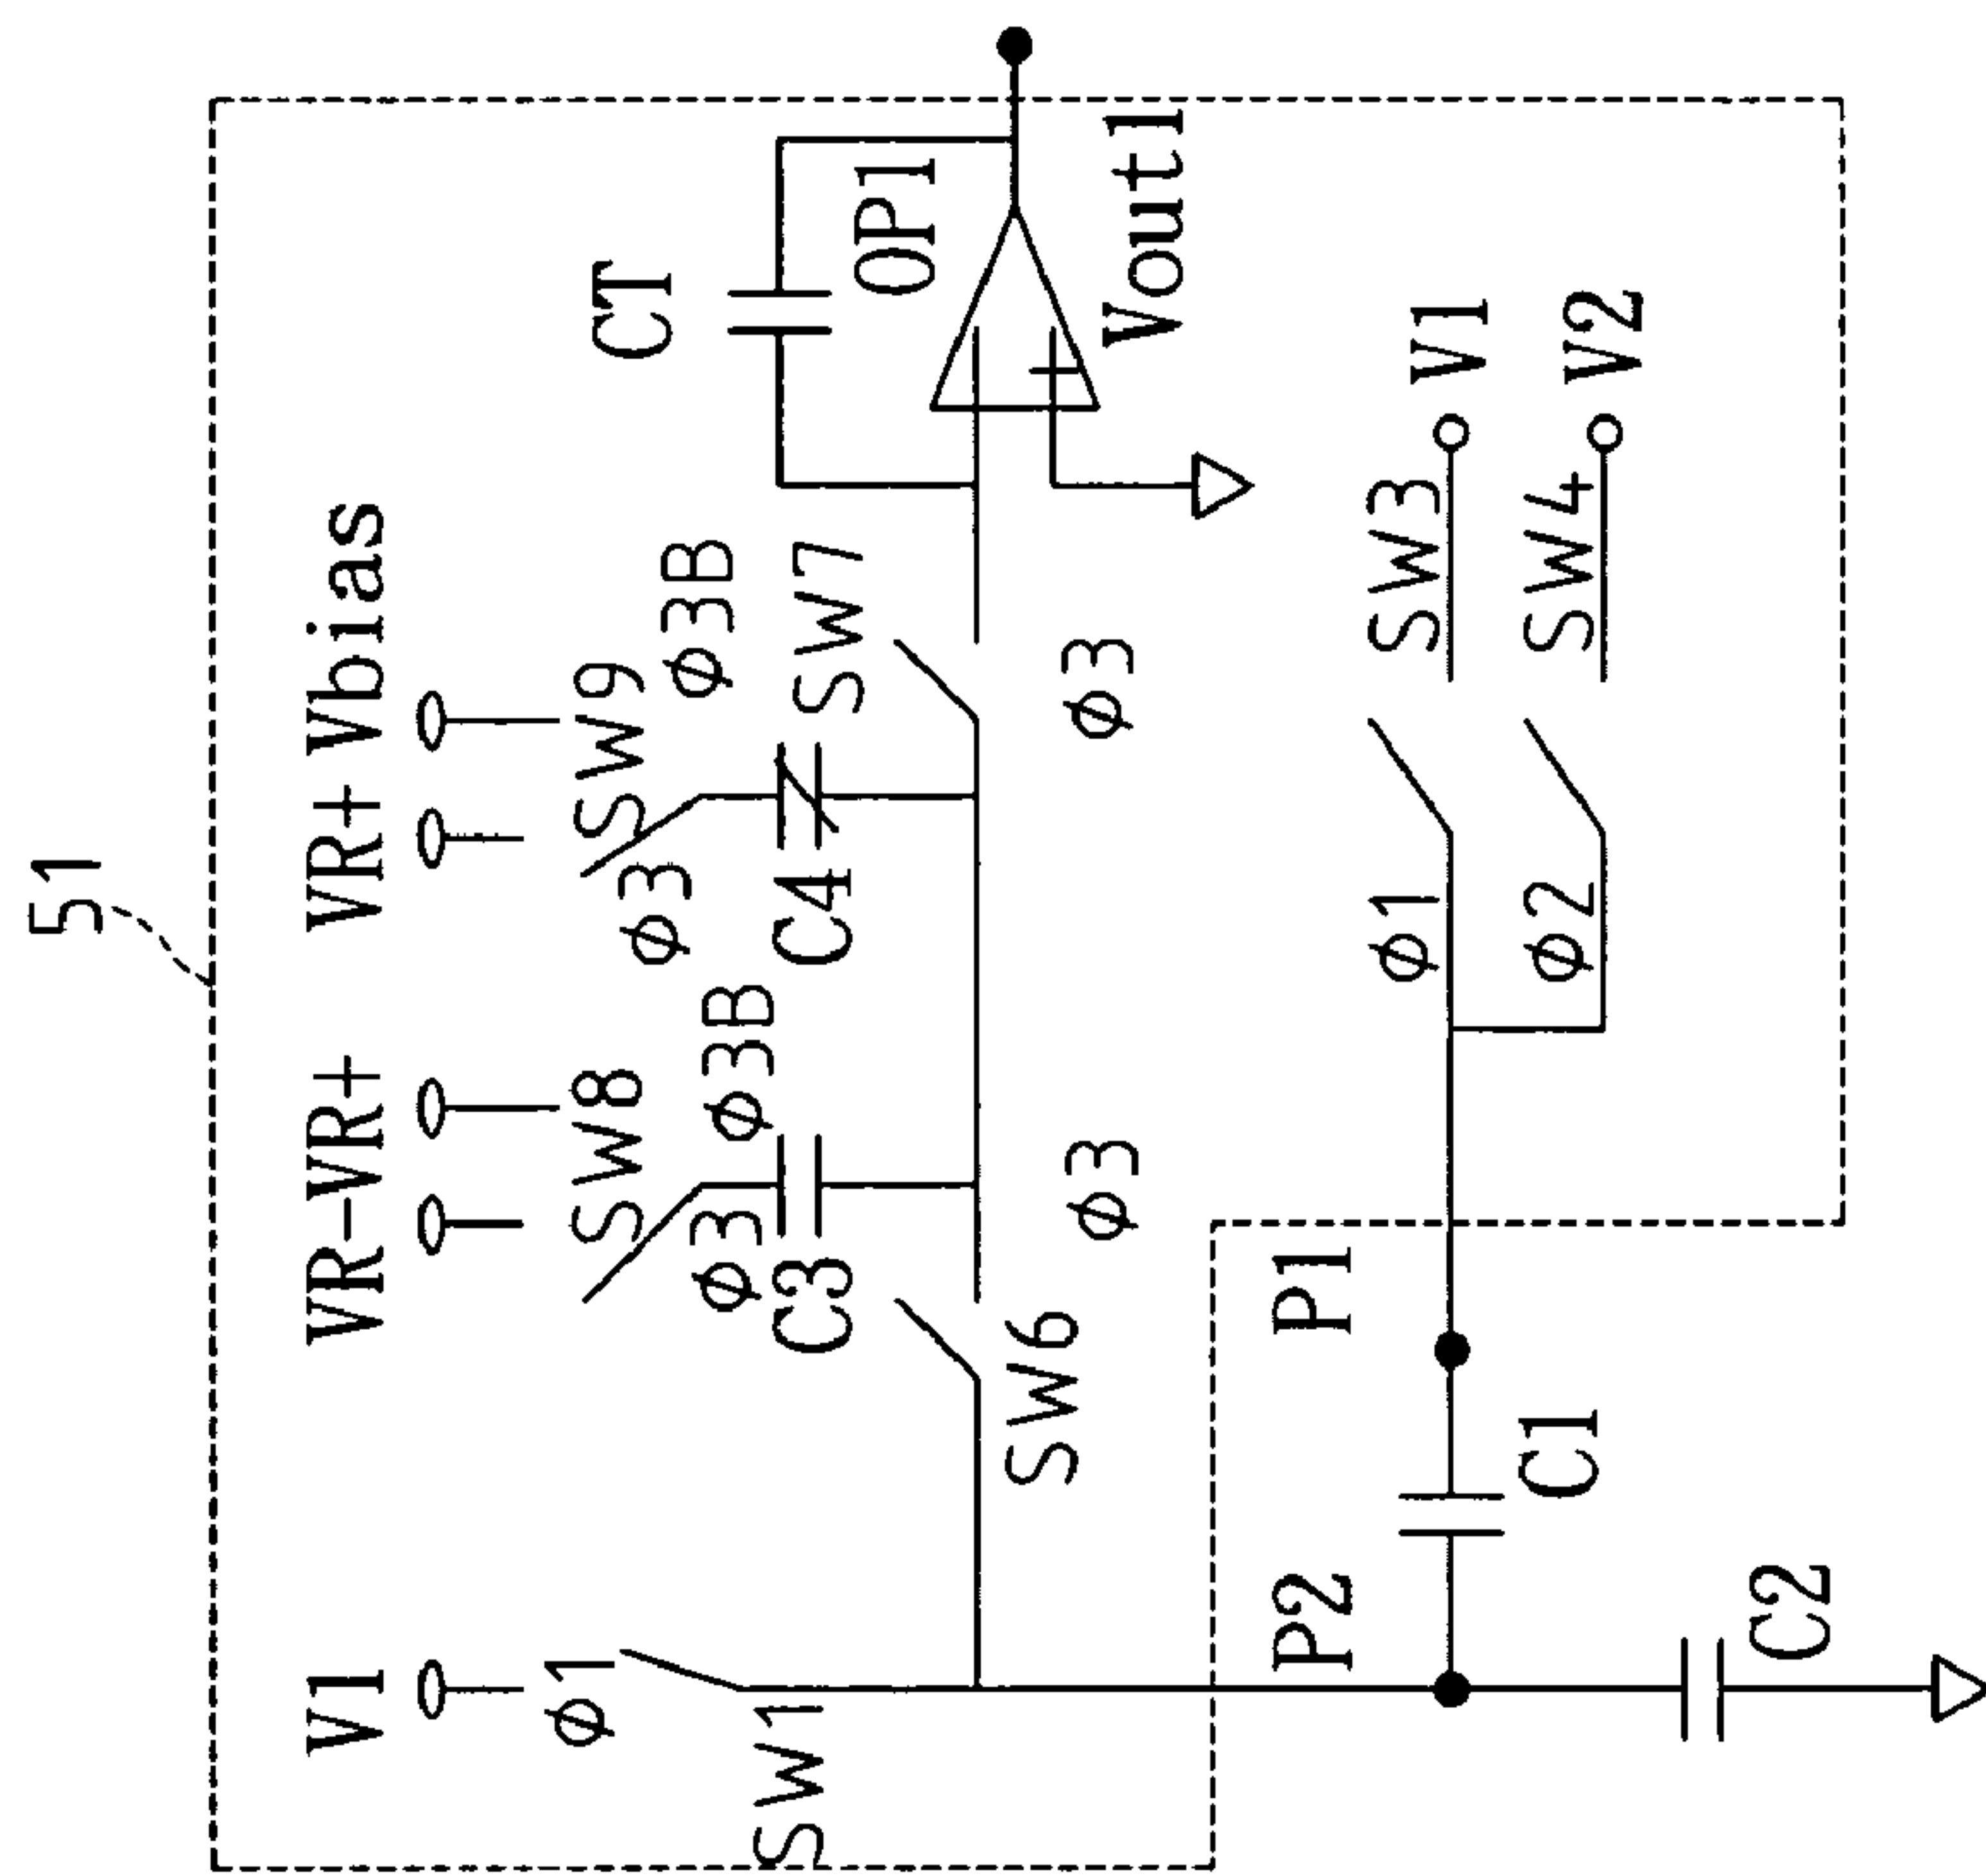 51
V1
VR-
VR+
VR+
Vbias
φ1
SW1
SW8
φ3
φ3B
C3
SW9
φ3
φ3B
C4
SW7
CT
OP1
SW6
φ3
φ3
Vout1
P2
P1
φ1
SW3
V1
C1
φ2
SW4
V2
C2